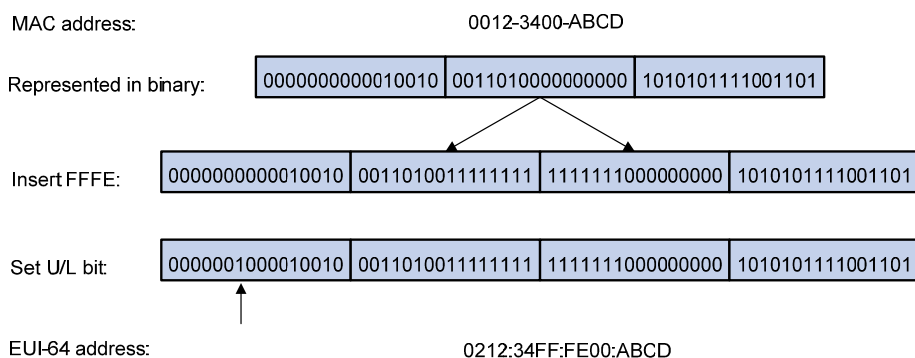 MAC address: 0012-3400-ABCD
Represented in binary: 0000000000010010 0011010000000000 1010101111001101
Insert FFFE: 0000000000010010 0011010011111111 1111111000000000 1010101111001101
Set U/L bit: 0000001000010010 0011010011111111 1111111000000000 1010101111001101
EUI-64 address: 0212:34FF:FE00:ABCD